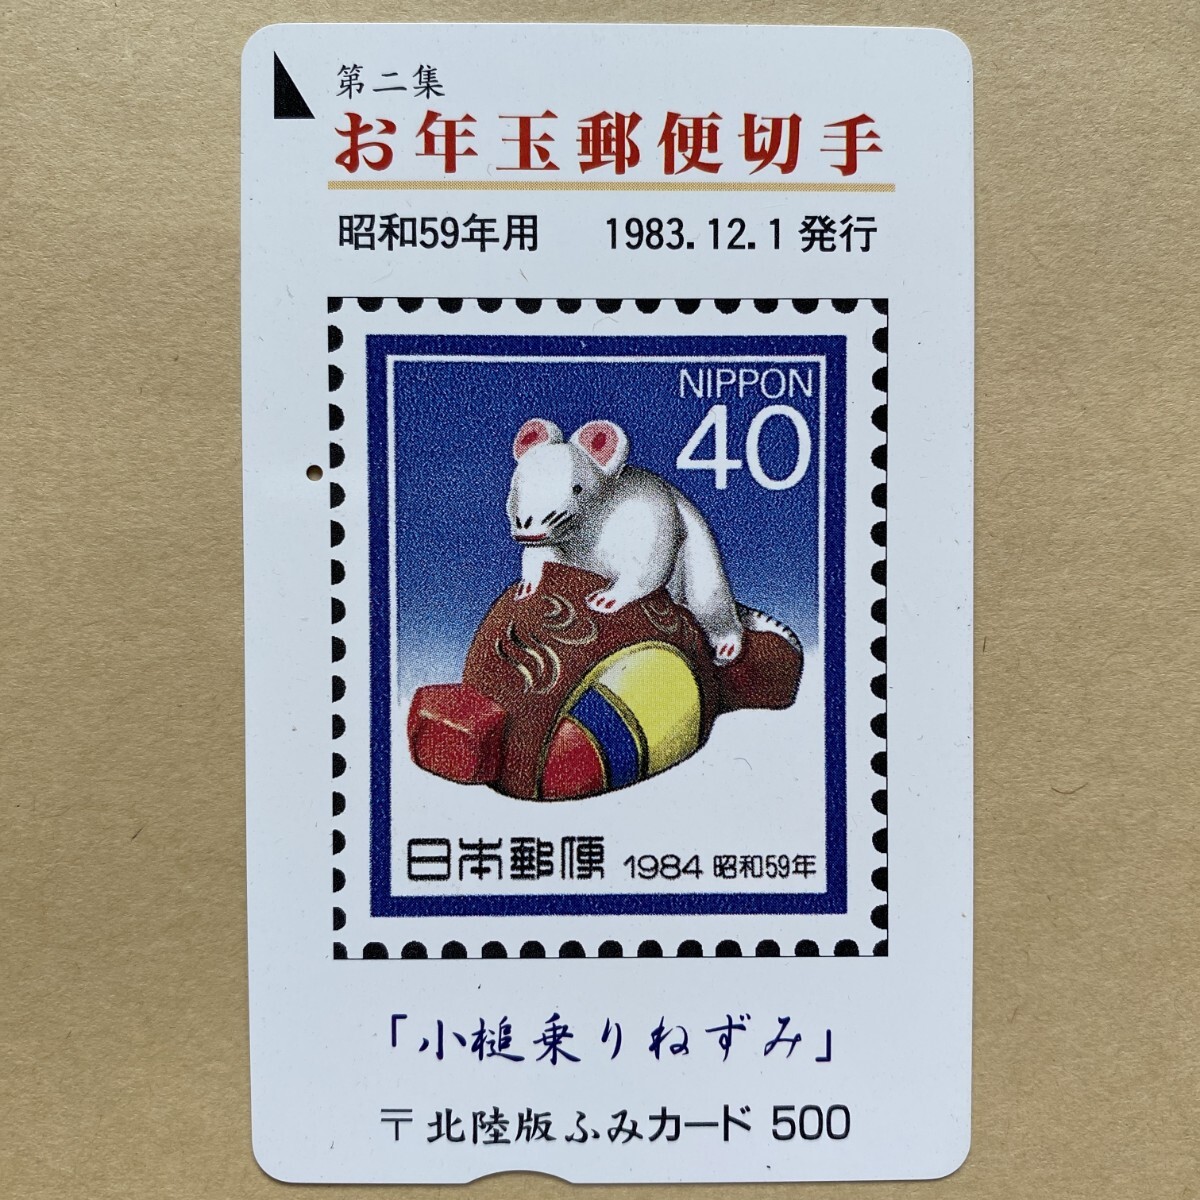 第二集
お年玉郵便切手
昭和59年用 1983.12.1発行
NIPPON
40
日本郵便 1984 昭和59年
「小槌乗りねずみ」
〒北陸版ふみカード 500